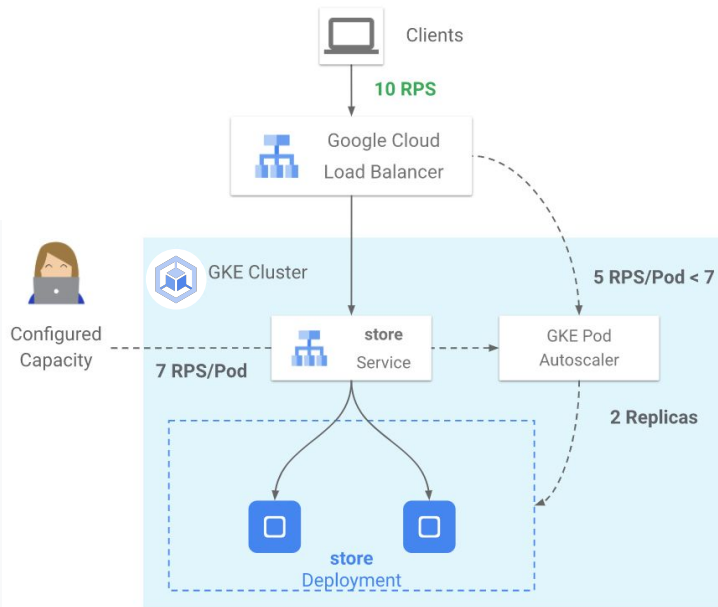 Clients
10 RPS
Google Cloud
Load Balancer
GKE Cluster
5 RPS/Pod < 7
Configured
Capacity
7 RPS/Pod
store
Service
GKE Pod
Autoscaler
2 Replicas
store
Deployment